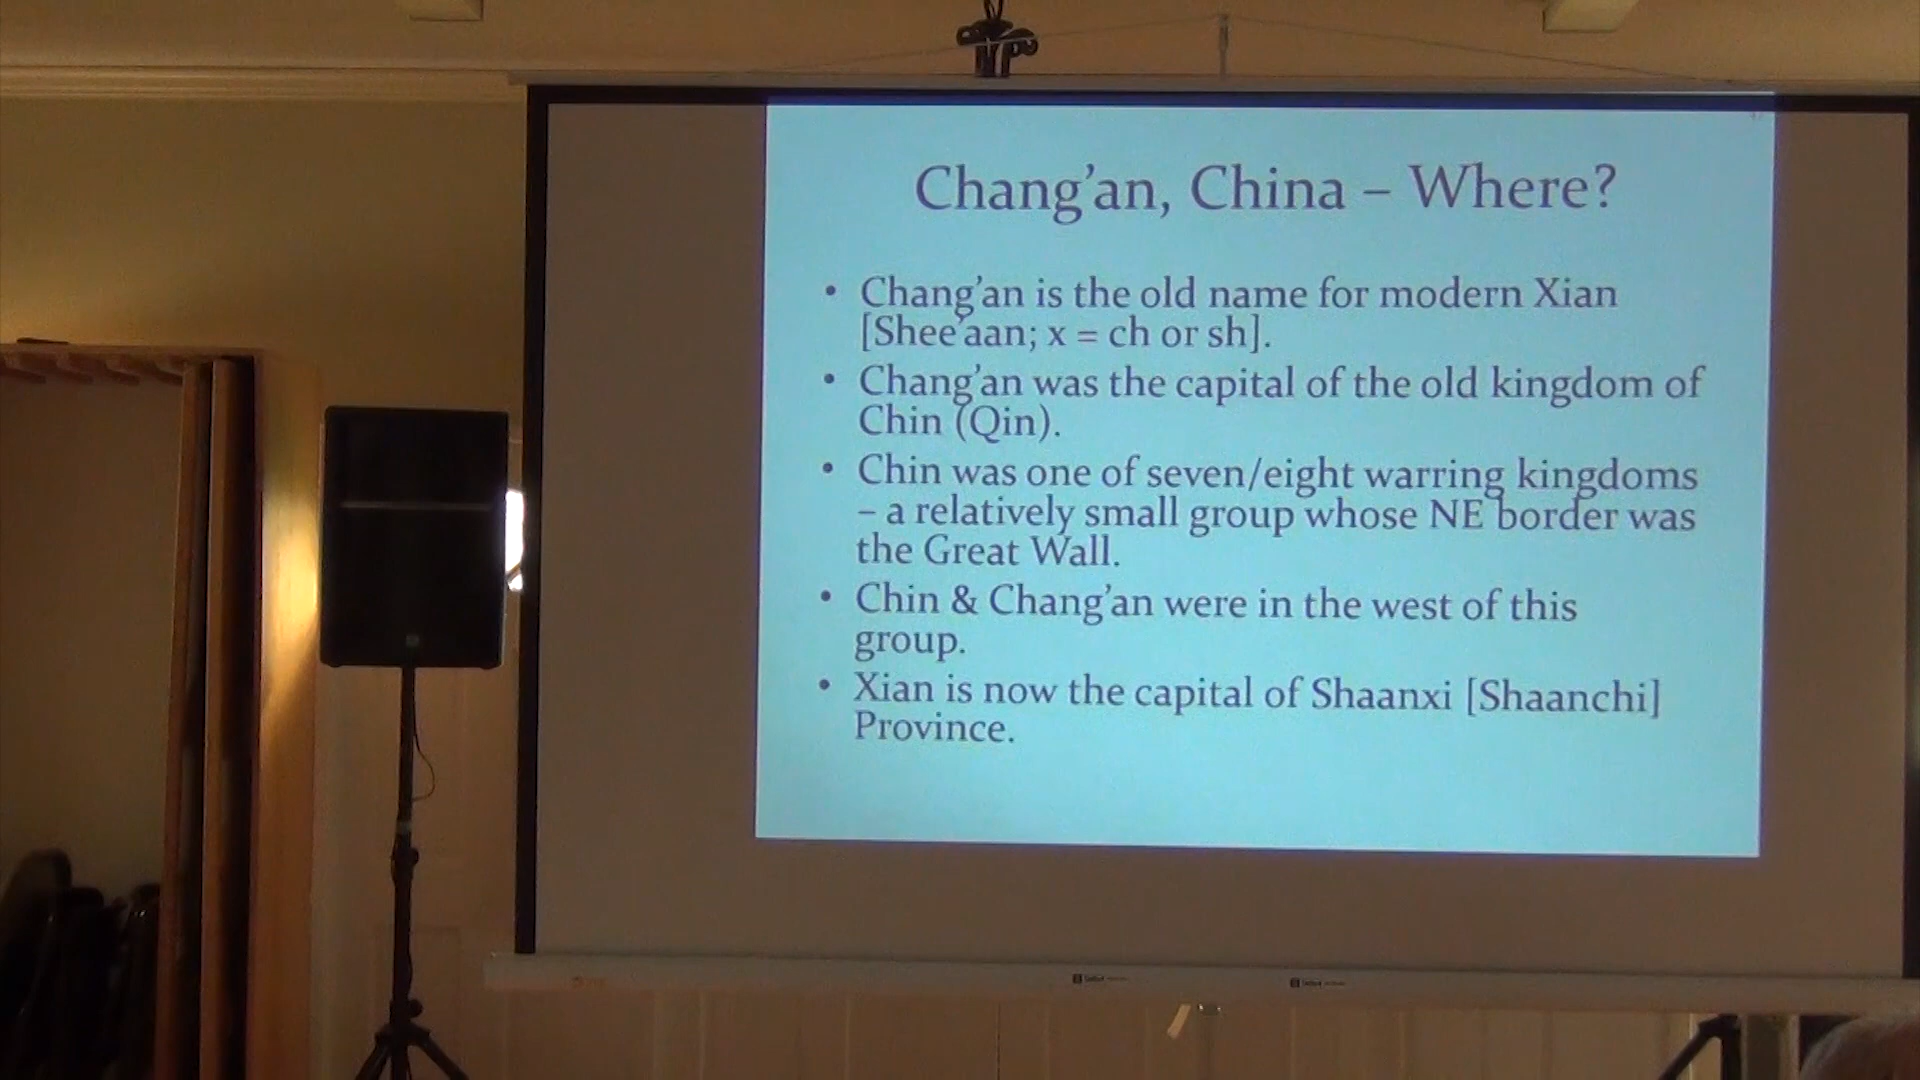 Chang’an, China – Where?
• Chang’an is the old name for modern Xian
[Shee’aan; x = ch or sh].
• Chang’an was the capital of the old kingdom of
Chin (Qin).
• Chin was one of seven/eight warring kingdoms
– a relatively small group whose NE border was
the Great Wall.
• Chin & Chang’an were in the west of this
group.
• Xian is now the capital of Shaanxi [Shaanchi]
Province.